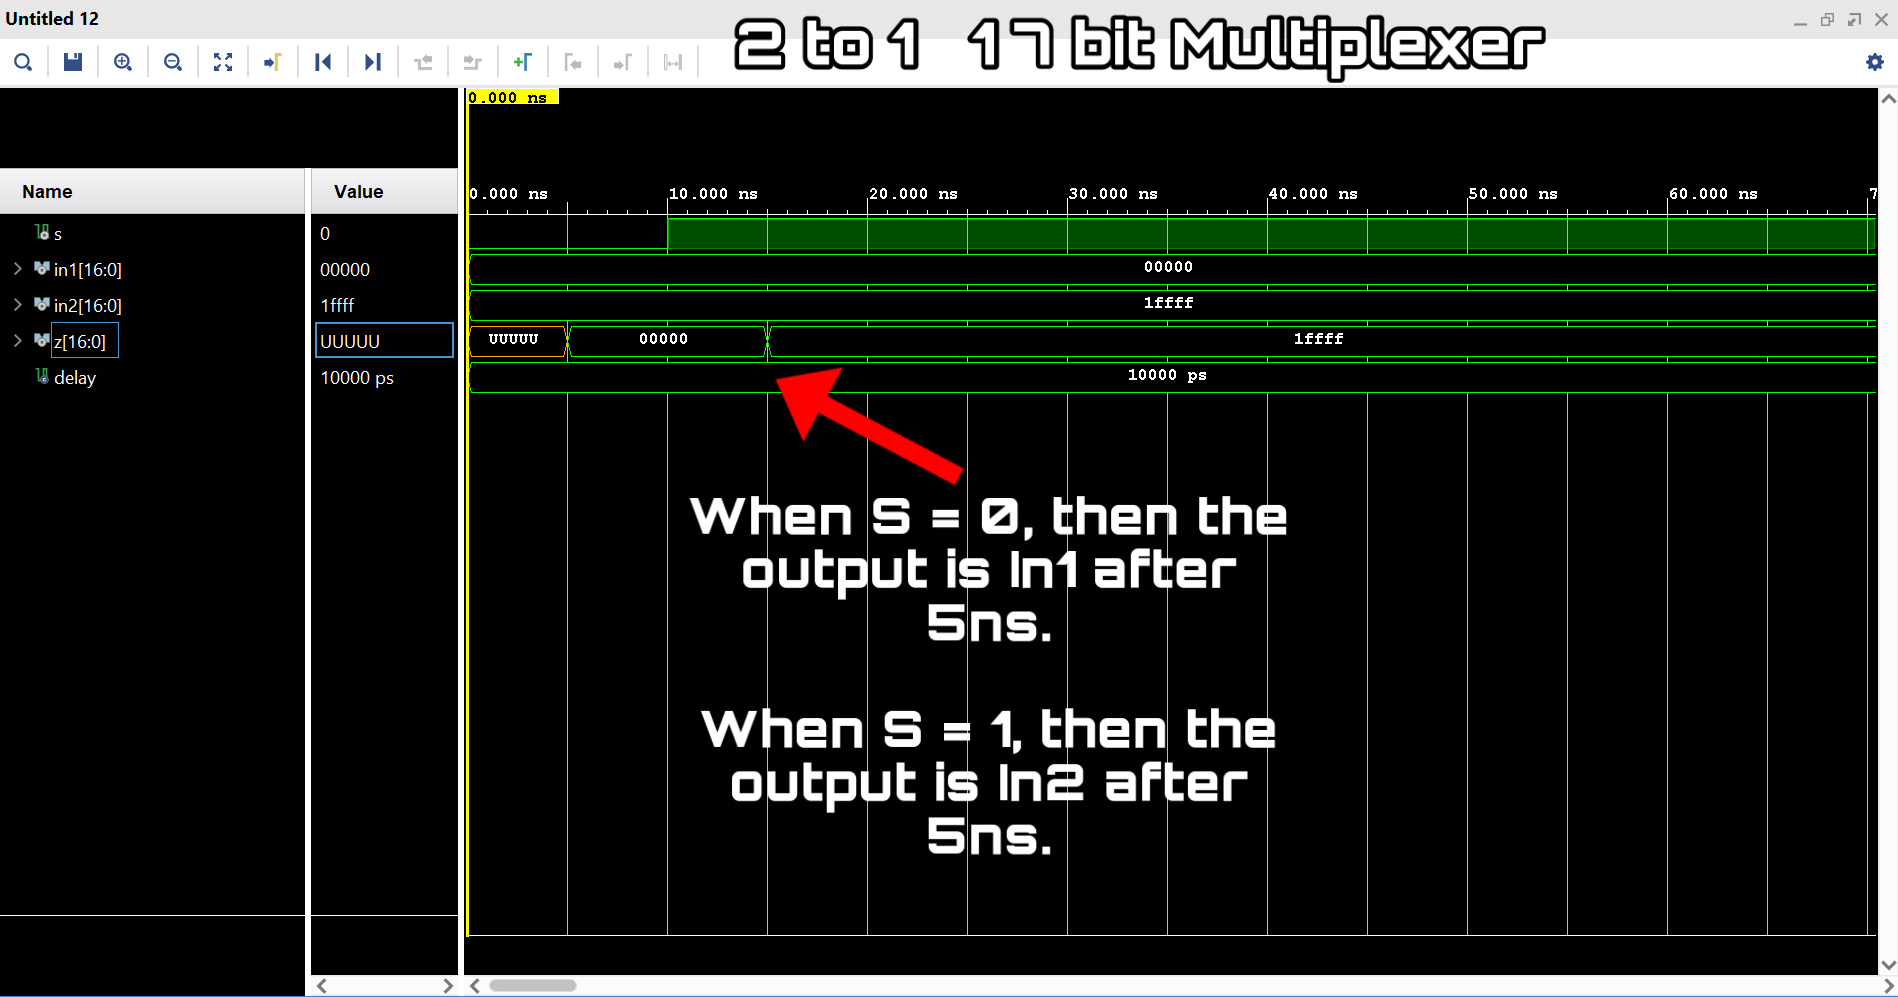 Untitled 12
2 to 1 17 bit Multiplexer
0.000 ns
Name Value
0.000 ns 10.000 ns 20.000 ns 30.000 ns 40.000 ns 50.000 ns 60.000 ns 7
s 0
in1[16:0] 00000 00000
in2[16:0] 1ffff 1ffff
z[16:0] UUUUU UUUUU 00000 1ffff
delay 10000 ps 10000 ps
When S = 0, then the
output is In1 after
5ns.
When S = 1, then the
output is In2 after
5ns.